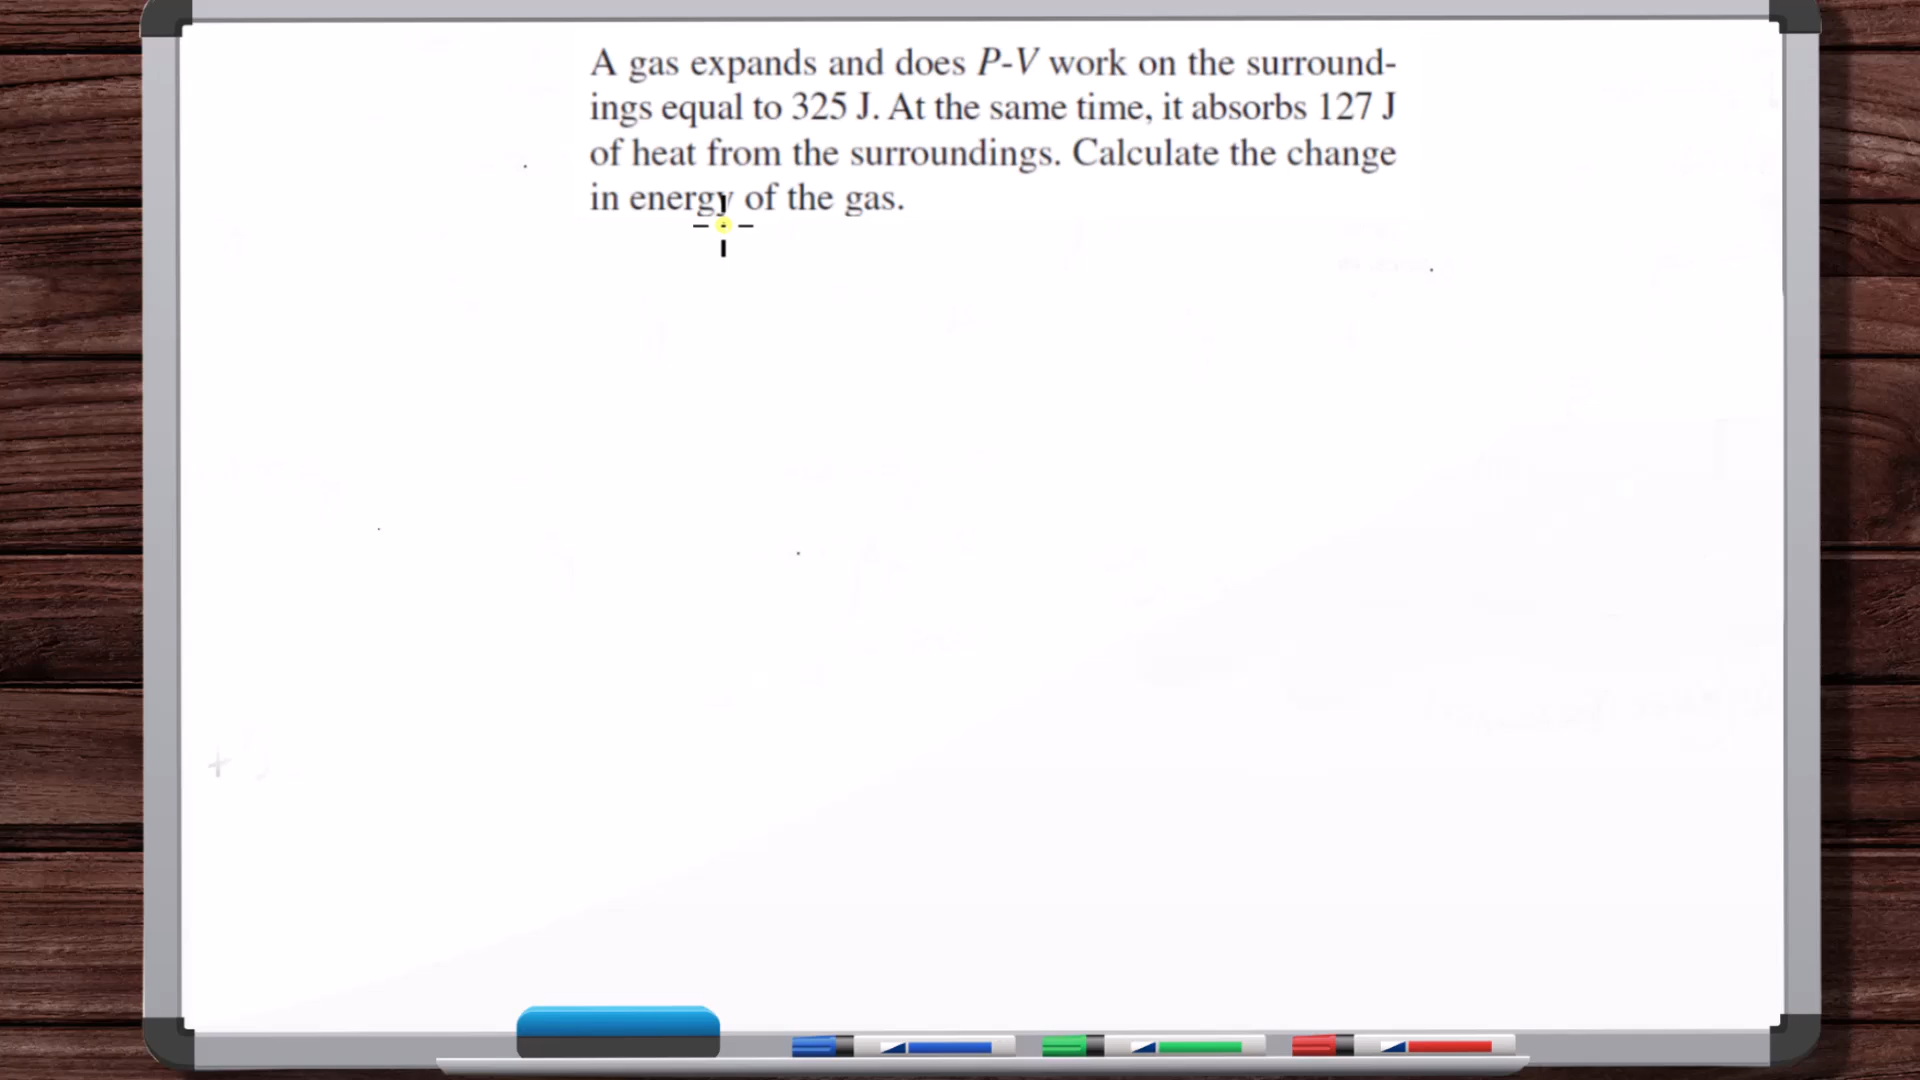 A gas expands and does P-V work on the surround-
ings equal to 325 J. At the same time, it absorbs 127 J
of heat from the surroundings. Calculate the change
in energy of the gas.